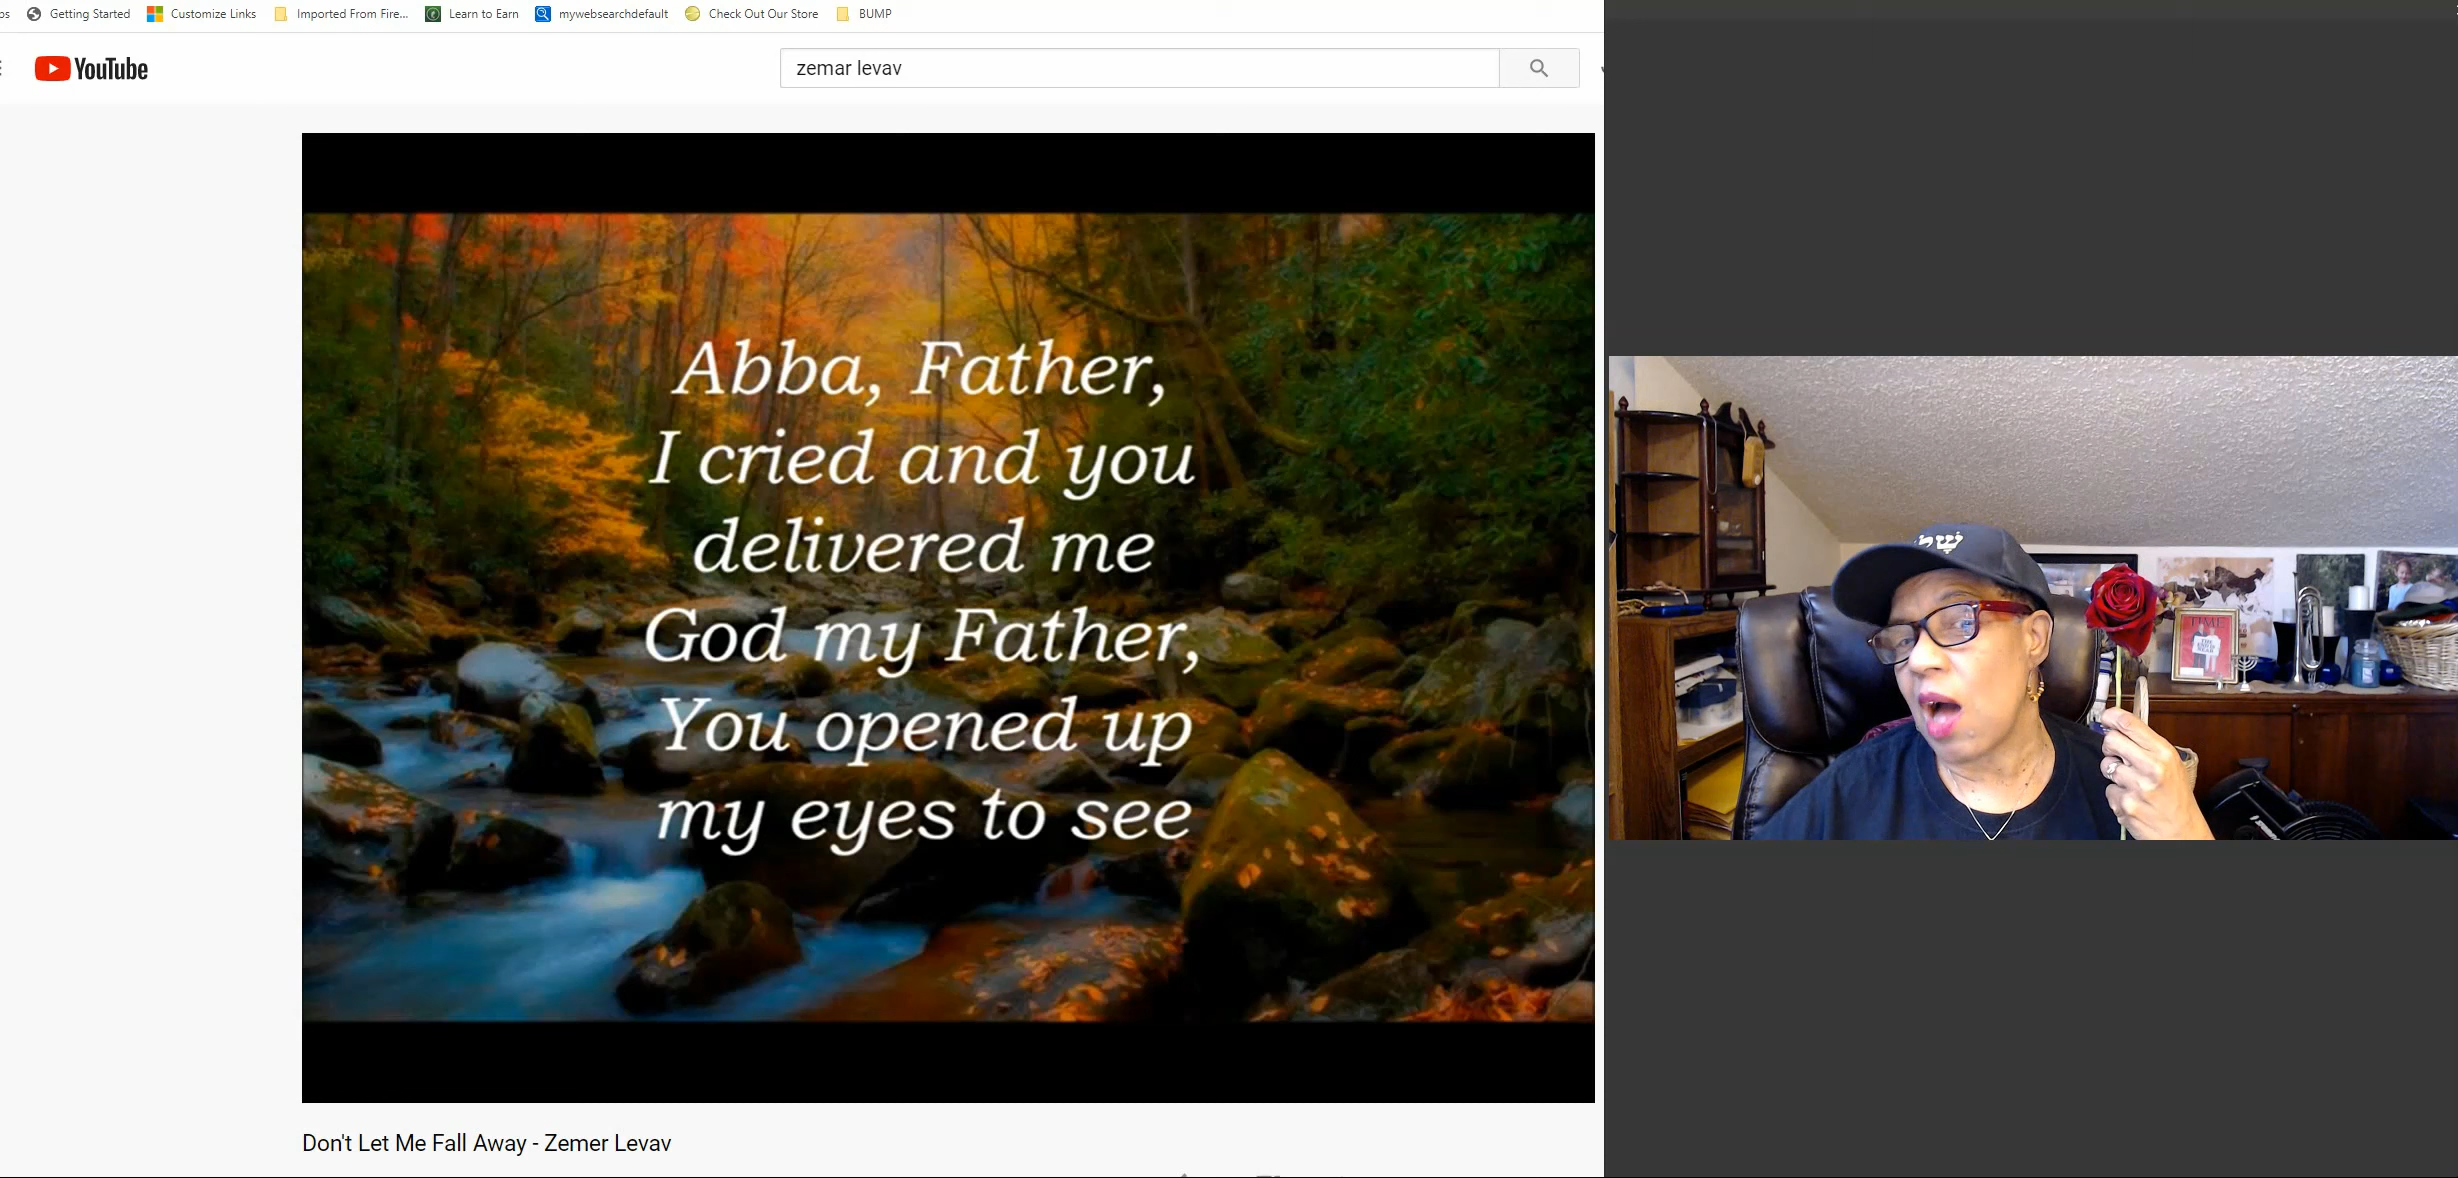 Getting Started Customize Links Imported From Fire... Learn to Earn mywebsearchdefault Check Out Our Store BUMP
YouTube
zemar levav
Abba, Father,
I cried and you
delivered me
God my Father,
You opened up
my eyes to see
Don't Let Me Fall Away - Zemer Levav
TIME